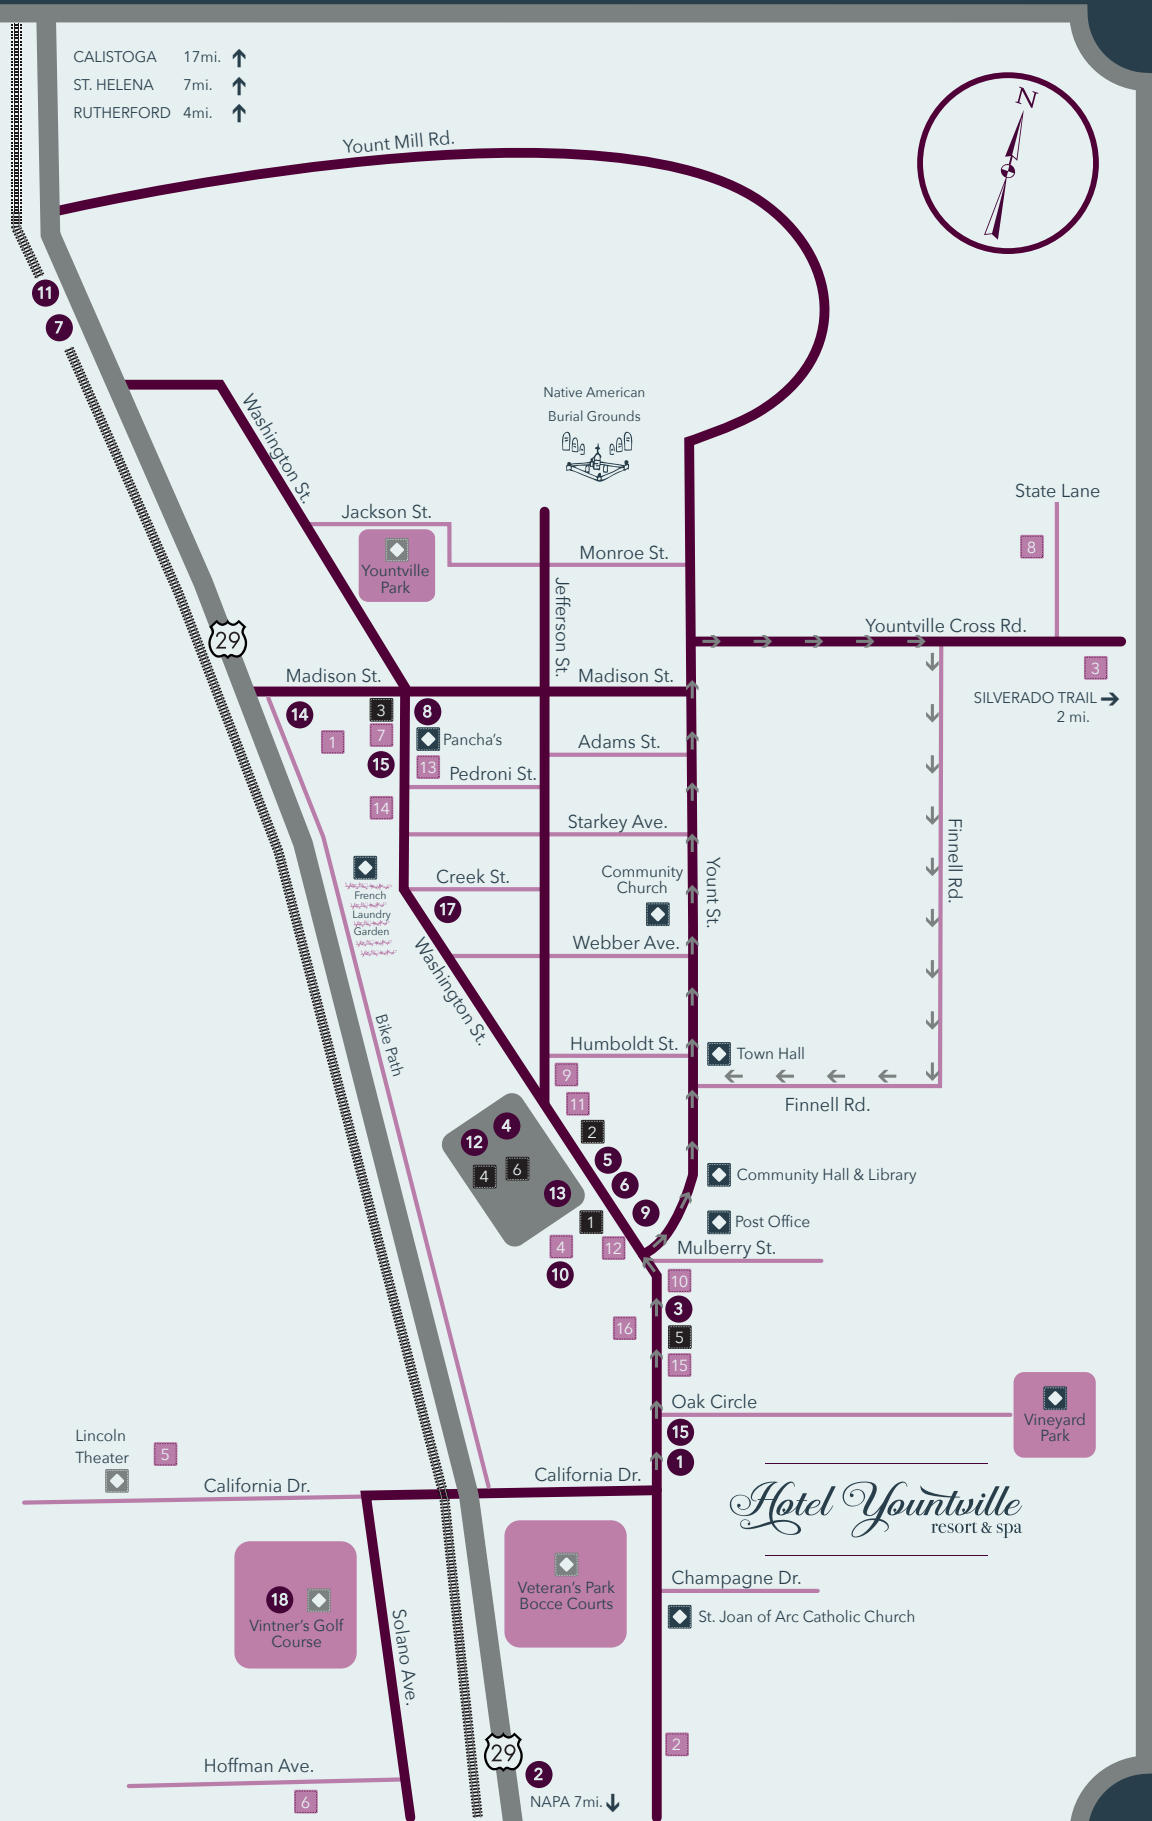 CALISTOGA 17mi.
ST. HELENA 7mi.
RUTHERFORD 4mi.
N
Yount Mill Rd.
11
7
Native American
Burial Grounds
Washington St.
State Lane
Jackson St.
8
Monroe St.
Yountville
Park
Jefferson St.
Yountville Cross Rd.
29
3
Madison St.
Madison St.
SILVERADO TRAIL
2 mi.
14
3
8
1
7
Pancha's
Adams St.
15
13
Pedroni St.
14
Starkey Ave.
Finnell Rd.
French
Laundry
Garden
Creek St.
Community
Church
Yount St.
17
Webber Ave.
Washington St.
Bike Path
Humboldt St.
Town Hall
9
11
Finnell Rd.
4
12
2
4
6
5
6
13
9
Community Hall & Library
1
Post Office
4
12
Mulberry St.
10
10
3
16
5
15
Oak Circle
Vineyard
Park
15
1
Lincoln
Theater
5
California Dr.
California Dr.
Hotel Yountville
resort & spa
Veteran's Park
Bocce Courts
Champagne Dr.
18
Vintner's Golf
Course
St. Joan of Arc Catholic Church
Solano Ave.
2
29
2
Hoffman Ave.
6
NAPA 7mi.